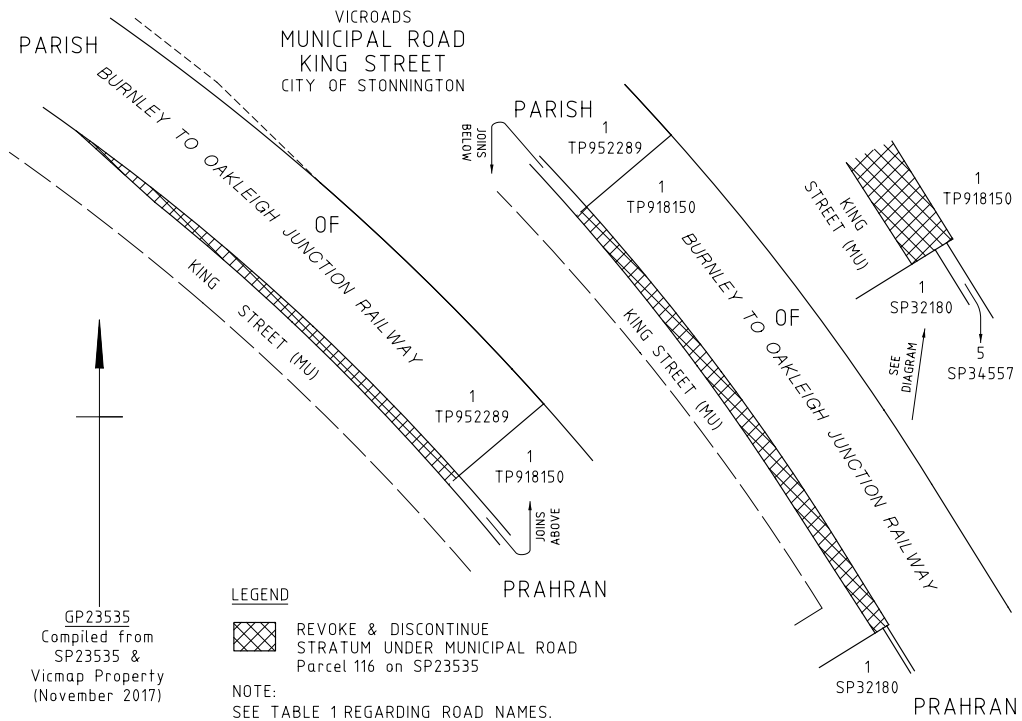 VICROADS
MUNICIPAL ROAD
KING STREET
CITY OF STONNINGTON
PARISH
BURNLEY TO OAKLEIGH JUNCTION RAILWAY
OF
KING
STREET (MU)
1
TP952289
1
TP918150
JOINS
ABOVE
PRAHRAN
JOINS
BELOW
PARISH
1
TP952289
1
TP918150
BURNLEY TO OAKLEIGH JUNCTION RAILWAY
OF
KING STREET (MU)
1
SP32180
PRAHRAN
KING
STREET (MU)
1
TP918150
1
SP32180
5
SP34557
SEE
DIAGRAM
GP23535
Compiled from
SP23535 &
Vicmap Property
(November 2017)
LEGEND
REVOKE & DISCONTINUE
STRATUM UNDER MUNICIPAL ROAD
Parcel 116 on SP23535
NOTE:
SEE TABLE 1 REGARDING ROAD NAMES.